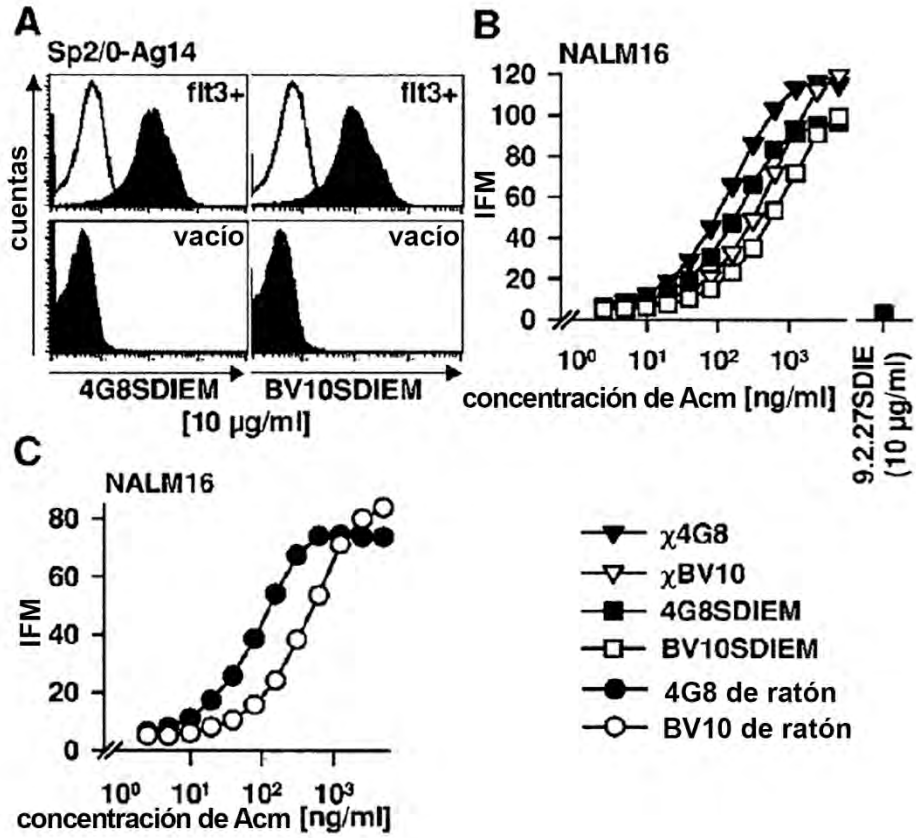 A
Sp2/0-Ag14
flt3+
flt3+
vacío
vacío
cuentas
4G8SDIEM
BV10SDIEM
[10 µg/ml]
B
NALM16
120
100
80
60
40
20
0
IFM
10⁰ 10¹ 10² 10³
concentración de Acm [ng/ml]
9.2.27SDIE
(10 µg/ml)
C
NALM16
80
60
40
20
0
IFM
10⁰ 10¹ 10² 10³
concentración de Acm [ng/ml]
χ4G8
χBV10
4G8SDIEM
BV10SDIEM
4G8 de ratón
BV10 de ratón